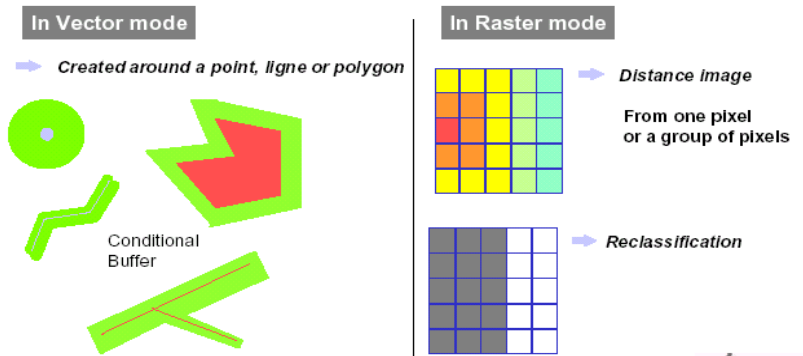 In Vector mode
Created around a point, ligne or polygon
Conditional
Buffer
In Raster mode
Distance image
From one pixel
or a group of pixels
Reclassification